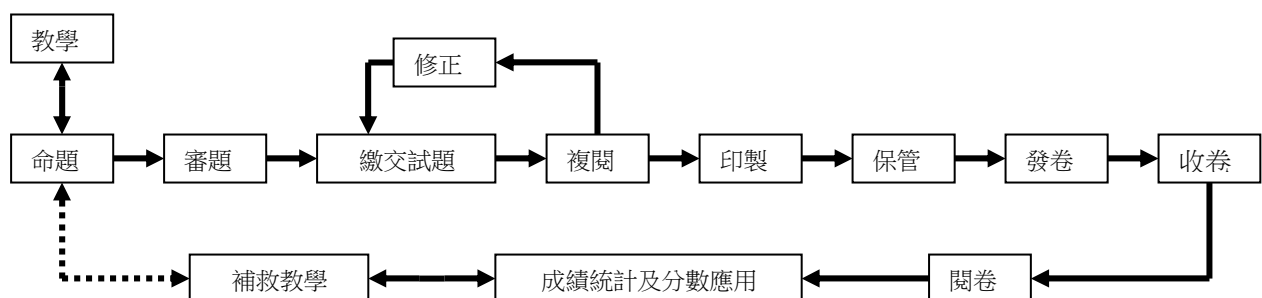 教學
修正
命題
審題
繳交試題
複閱
印製
保管
發卷
收卷
補救教學
成績統計及分數應用
閱卷